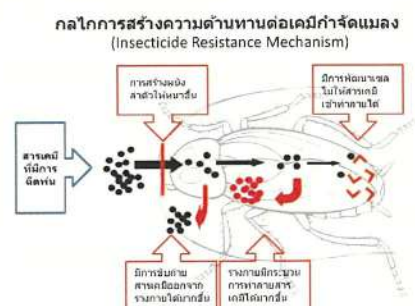 กลไกการสร้างความต้านทานต่อเคมีกำจัดแมลง
(Insecticide Resistance Mechanism)
การสร้างผนัง
ลำตัวให้หนาขึ้น
มีการพัฒนาเซล
ไม่ให้สารเคมี
เข้าทำลายได้
สารเคมี
ที่มีการ
ฉีดพ่น
มีการขับถ่าย
สารเคมีออกจาก
ร่างกายได้มากขึ้น
ร่างกายมีกระบวน
การทำลายสาร
เคมีได้มากขึ้น